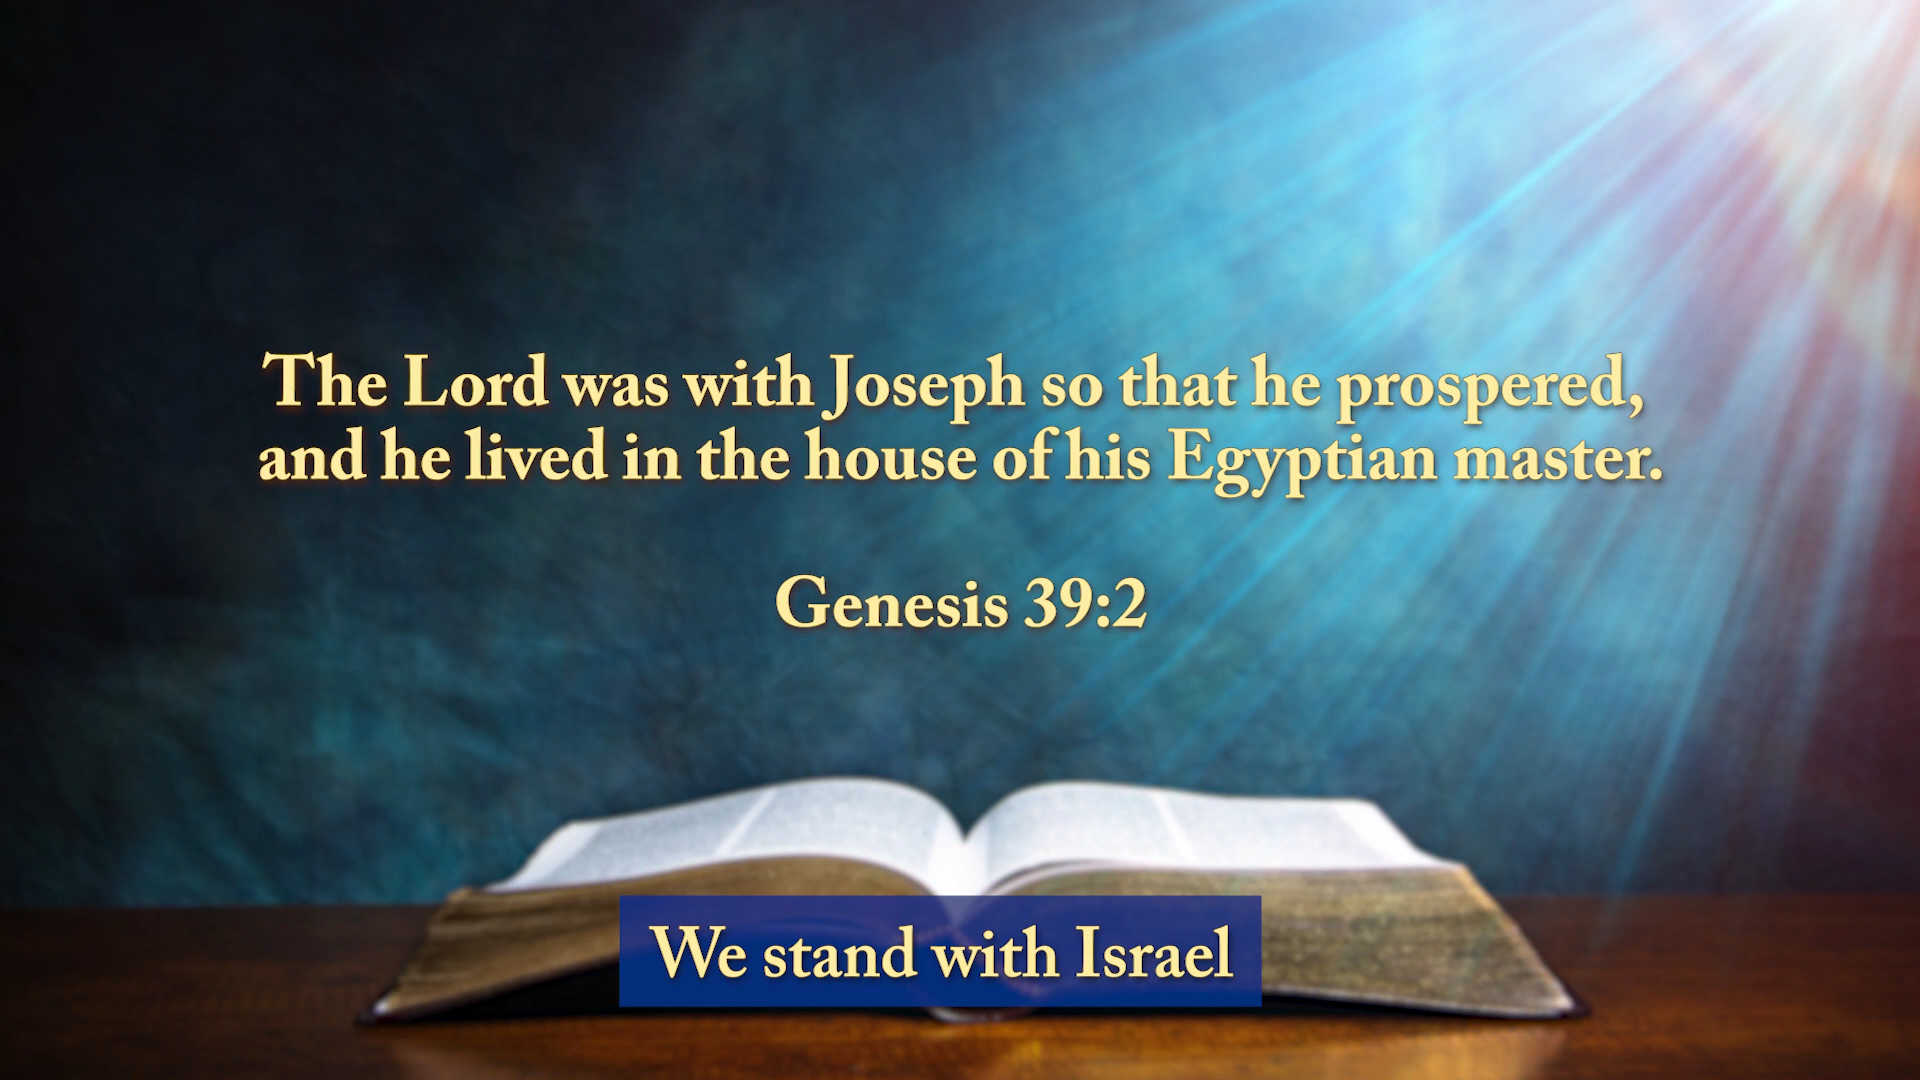 The Lord was with Joseph so that he prospered,
and he lived in the house of his Egyptian master.
Genesis 39:2
We stand with Israel